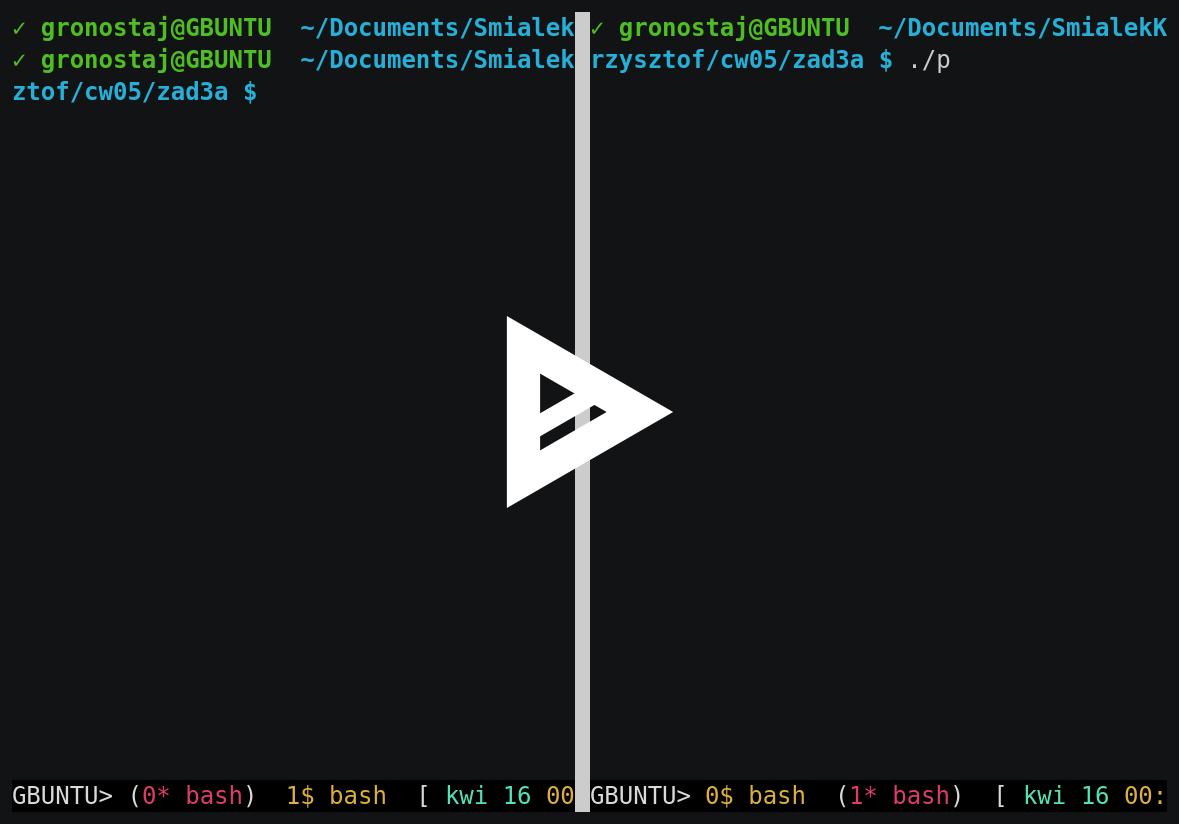 ✓ gronostaj@GBUNTU ~/Documents/Smialek
✓ gronostaj@GBUNTU ~/Documents/Smialek
ztof/cw05/zad3a $
GBUNTU> (0* bash) 1$ bash [ kwi 16 00
✓ gronostaj@GBUNTU ~/Documents/SmialekK
rzysztof/cw05/zad3a $ ./p
GBUNTU> 0$ bash (1* bash) [ kwi 16 00: